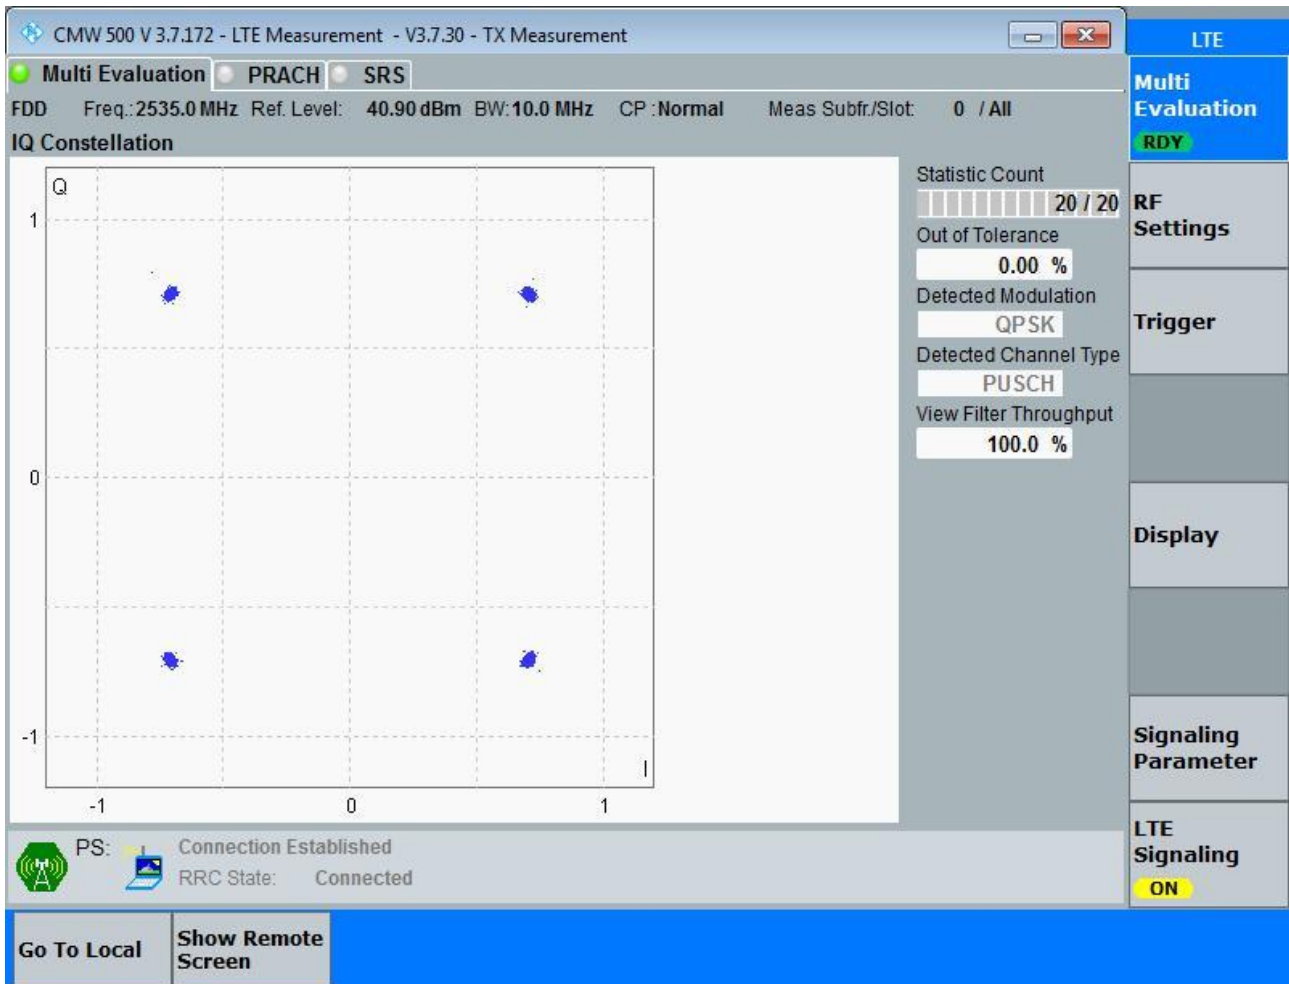 CMW 500 V 3.7.172 - LTE Measurement - V3.7.30 - TX Measurement
LTE
Multi Evaluation PRACH SRS
FDD Freq.: 2535.0 MHz Ref. Level: 40.90 dBm BW: 10.0 MHz CP : Normal Meas Subfr./Slot: 0 / All
IQ Constellation
Q
1
0
-1
I
-1 0 1
Statistic Count
20 / 20
Out of Tolerance
0.00 %
Detected Modulation
QPSK
Detected Channel Type
PUSCH
View Filter Throughput
100.0 %
Multi
Evaluation
RDY
RF
Settings
Trigger
Display
Signaling
Parameter
LTE
Signaling
ON
PS: Connection Established
RRC State: Connected
Go To Local
Show Remote
Screen